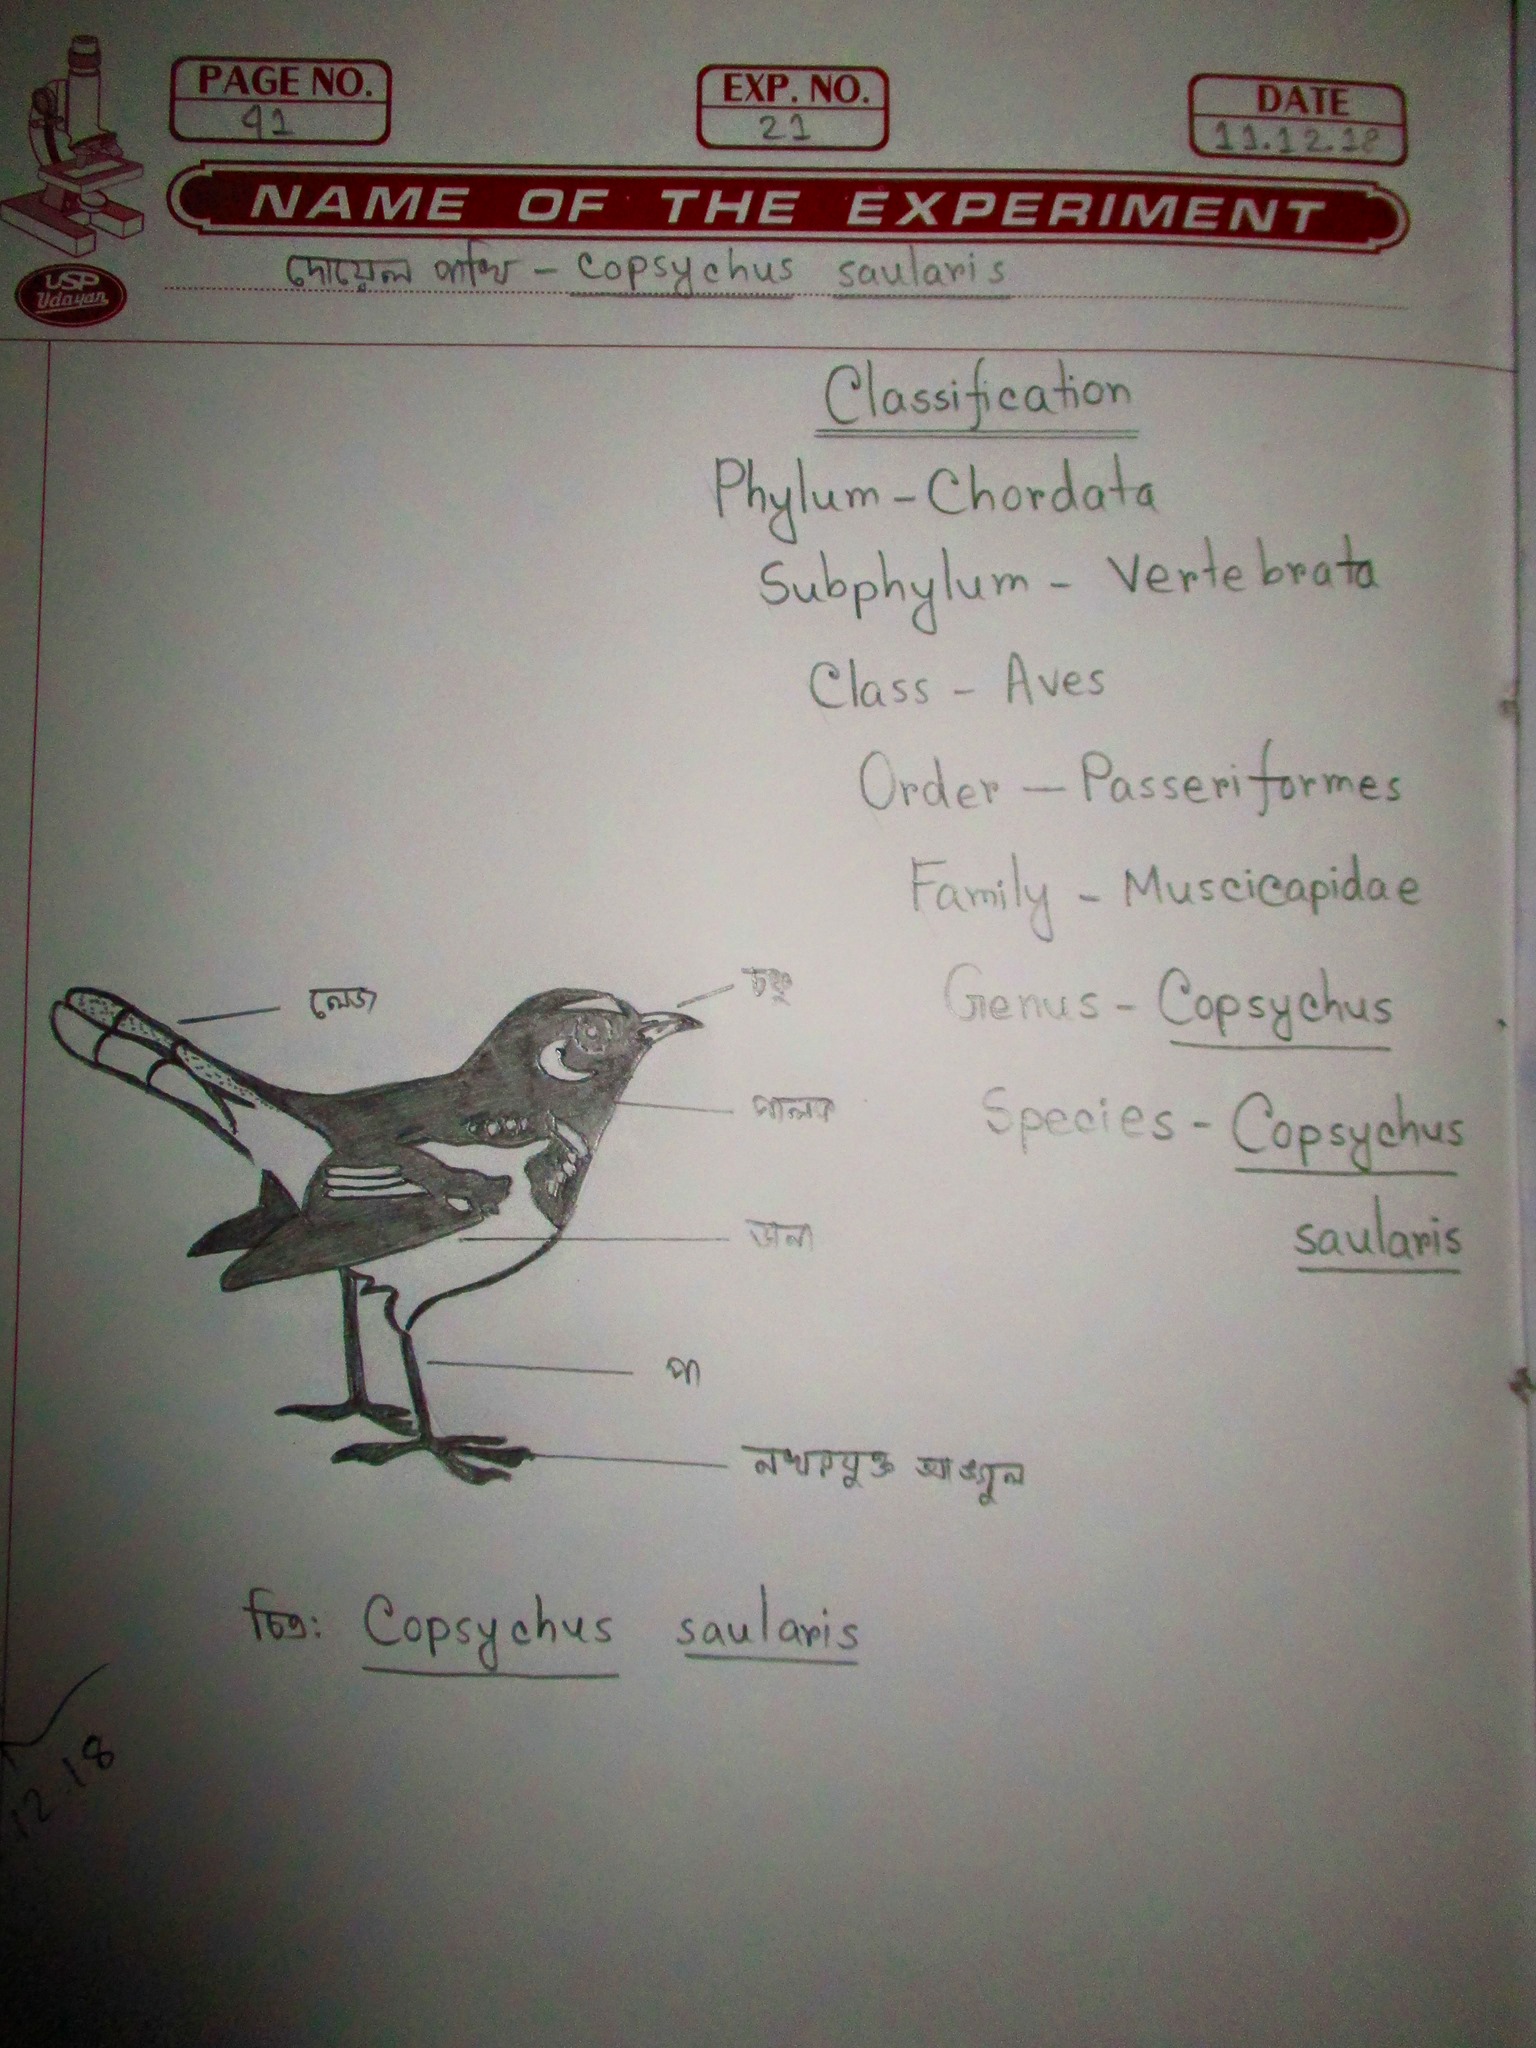 PAGE NO.
41
EXP. NO.
21
DATE
11.12.18
NAME OF THE EXPERIMENT
USP
Udayan
দোয়েল পাখি - Copsychus saularis
Classification
Phylum - Chordata
Subphylum - Vertebrata
Class - Aves
Order - Passeriformes
Family - Muscicapidae
Genus - Copsychus
Species - Copsychus
saularis
লেজ
চঞ্চু
পালক
ডানা
পা
নখরযুক্ত আঙ্গুল
চিত্র: Copsychus saularis
12.18